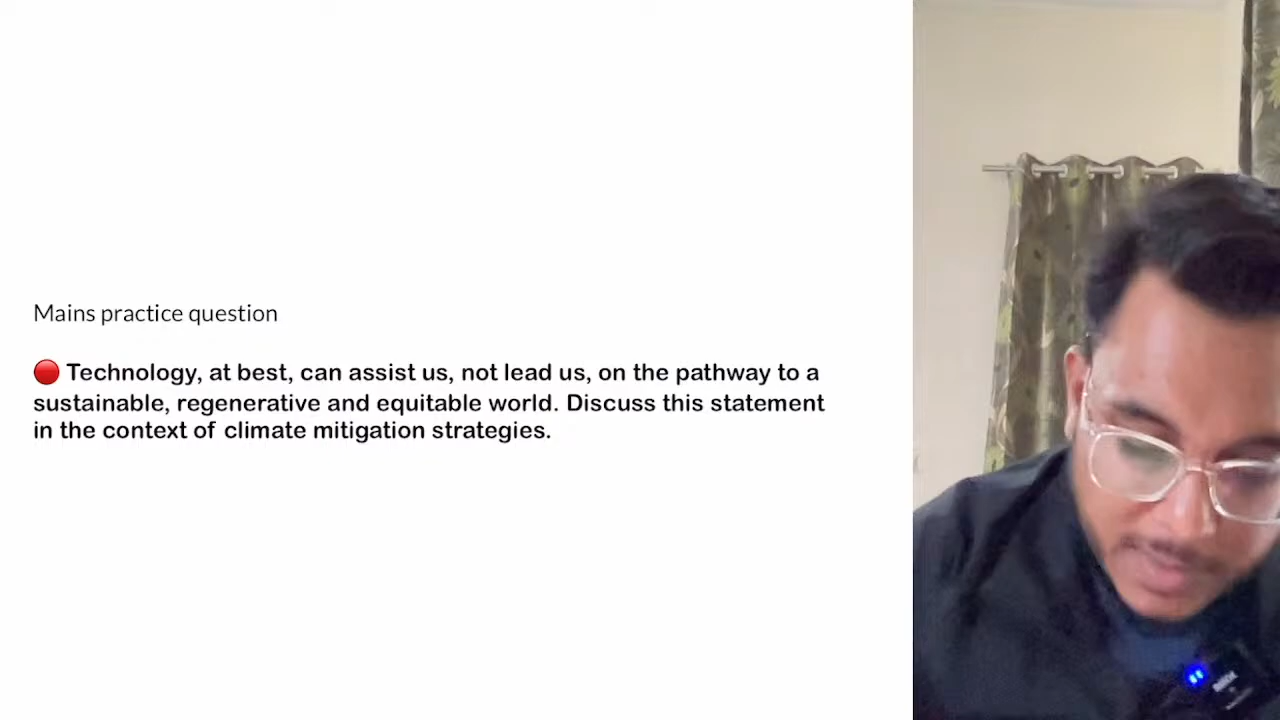 Mains practice question
🔴 Technology, at best, can assist us, not lead us, on the pathway to a
sustainable, regenerative and equitable world. Discuss this statement
in the context of climate mitigation strategies.